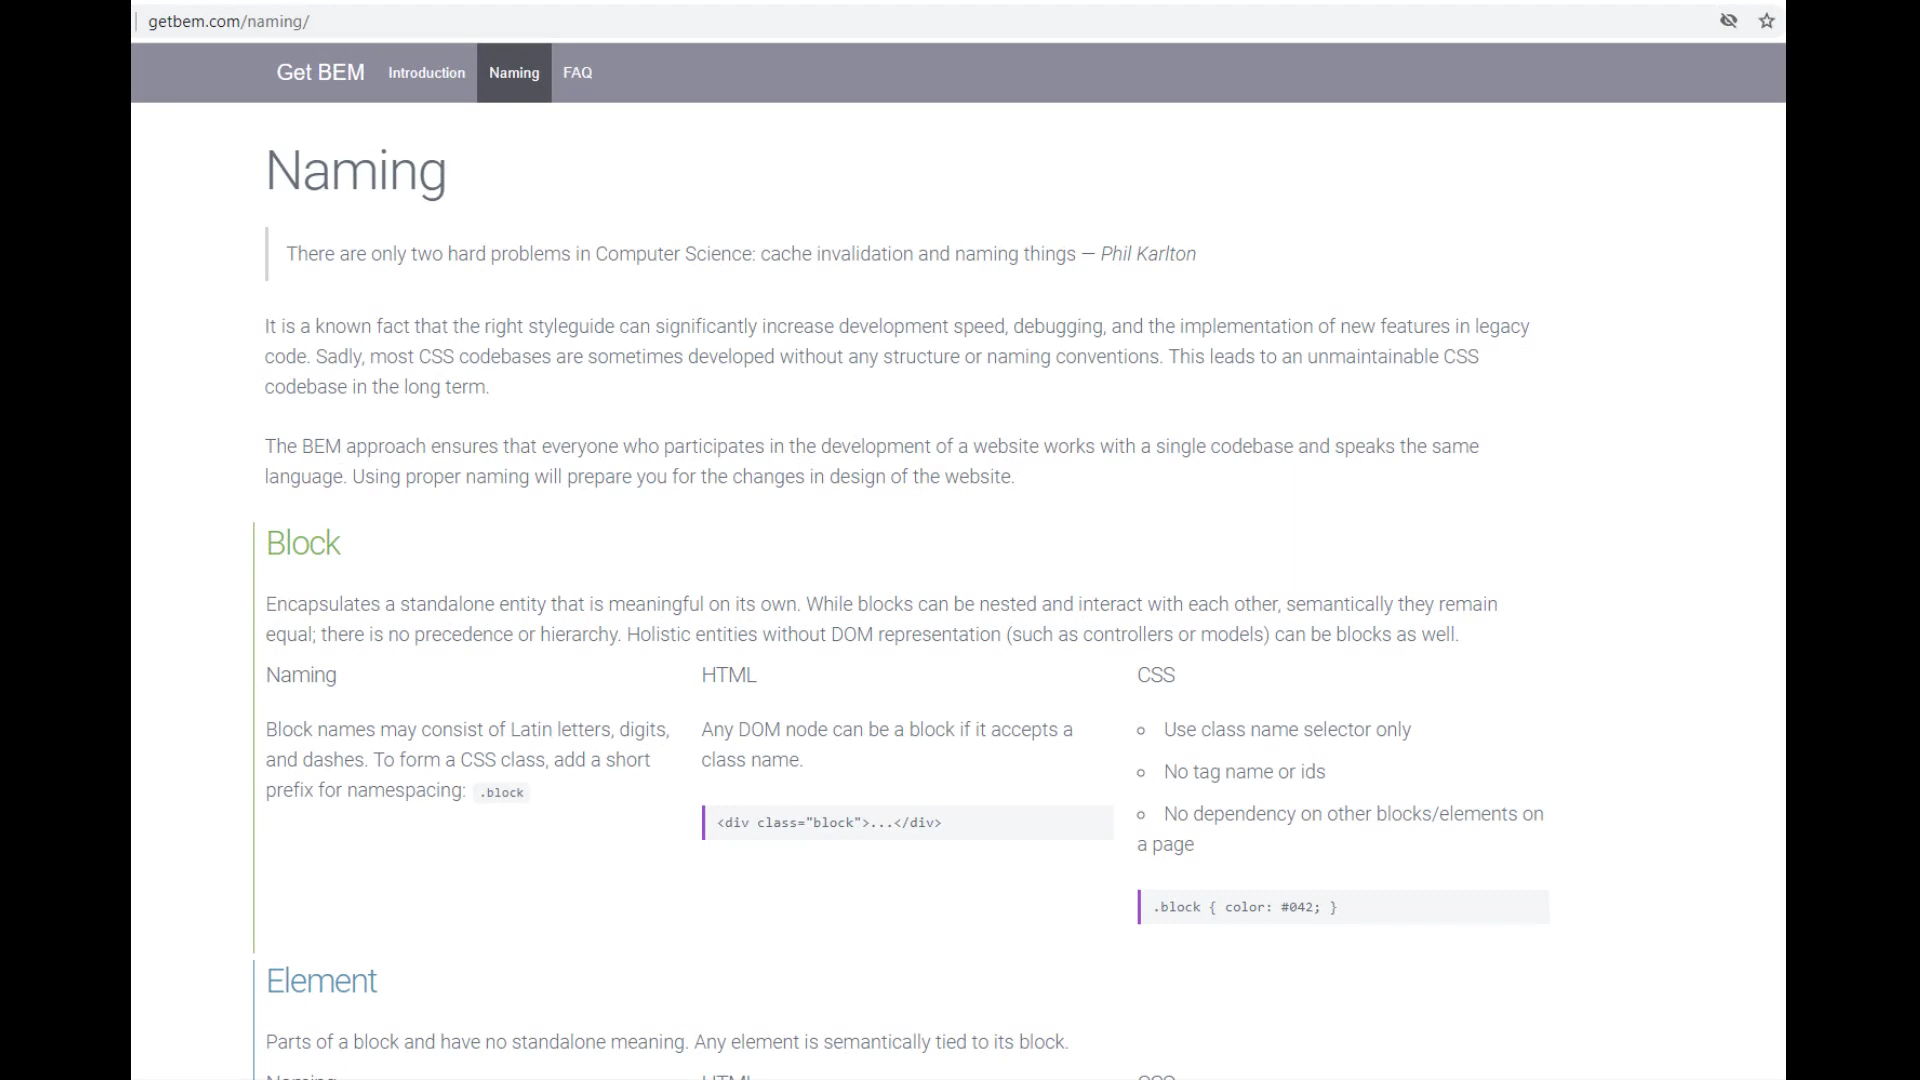 getbem.com/naming/
Get BEM Introduction Naming FAQ
Naming
There are only two hard problems in Computer Science: cache invalidation and naming things — Phil Karlton
It is a known fact that the right styleguide can significantly increase development speed, debugging, and the implementation of new features in legacy
code. Sadly, most CSS codebases are sometimes developed without any structure or naming conventions. This leads to an unmaintainable CSS
codebase in the long term.
The BEM approach ensures that everyone who participates in the development of a website works with a single codebase and speaks the same
language. Using proper naming will prepare you for the changes in design of the website.
Block
Encapsulates a standalone entity that is meaningful on its own. While blocks can be nested and interact with each other, semantically they remain
equal; there is no precedence or hierarchy. Holistic entities without DOM representation (such as controllers or models) can be blocks as well.
Naming
Block names may consist of Latin letters, digits,
and dashes. To form a CSS class, add a short
prefix for namespacing: .block
HTML
Any DOM node can be a block if it accepts a
class name.
<div class="block">...</div>
CSS
Use class name selector only
No tag name or ids
No dependency on other blocks/elements on
a page
.block { color: #042; }
Element
Parts of a block and have no standalone meaning. Any element is semantically tied to its block.